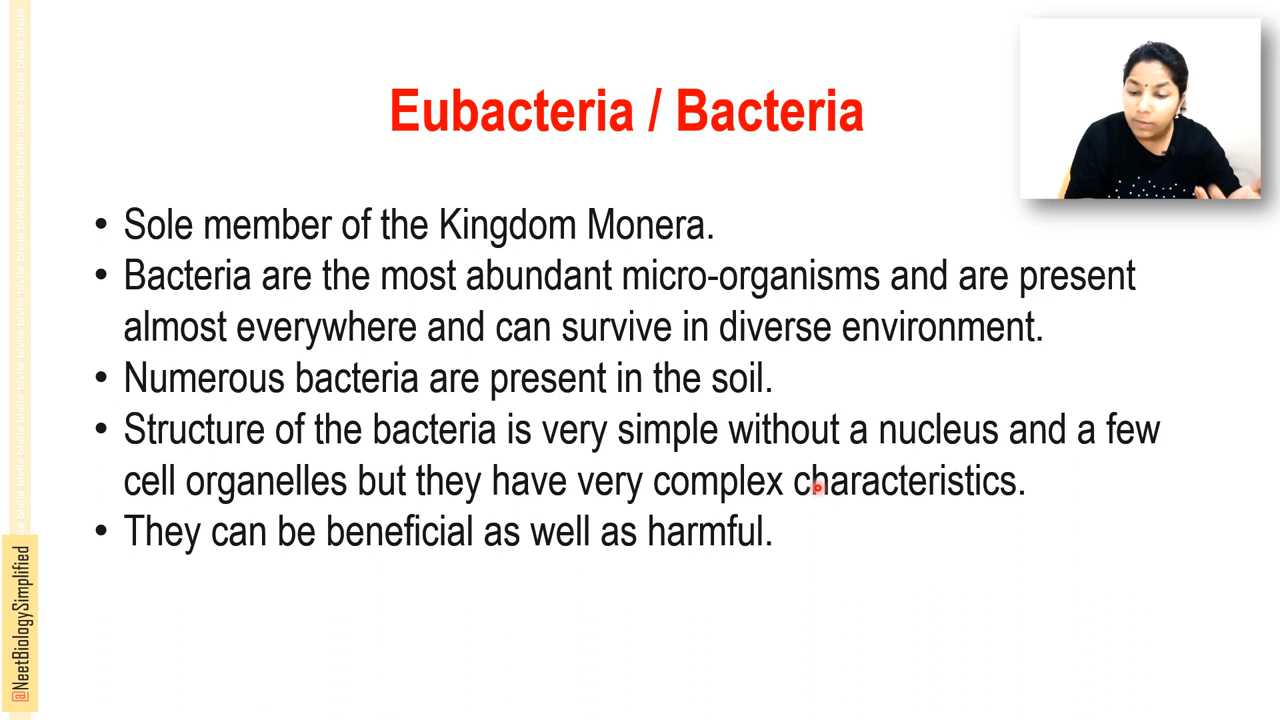 Eubacteria / Bacteria
• Sole member of the Kingdom Monera.
• Bacteria are the most abundant micro-organisms and are present
almost everywhere and can survive in diverse environment.
• Numerous bacteria are present in the soil.
• Structure of the bacteria is very simple without a nucleus and a few
cell organelles but they have very complex characteristics.
• They can be beneficial as well as harmful.
@NeetBiologySimplified